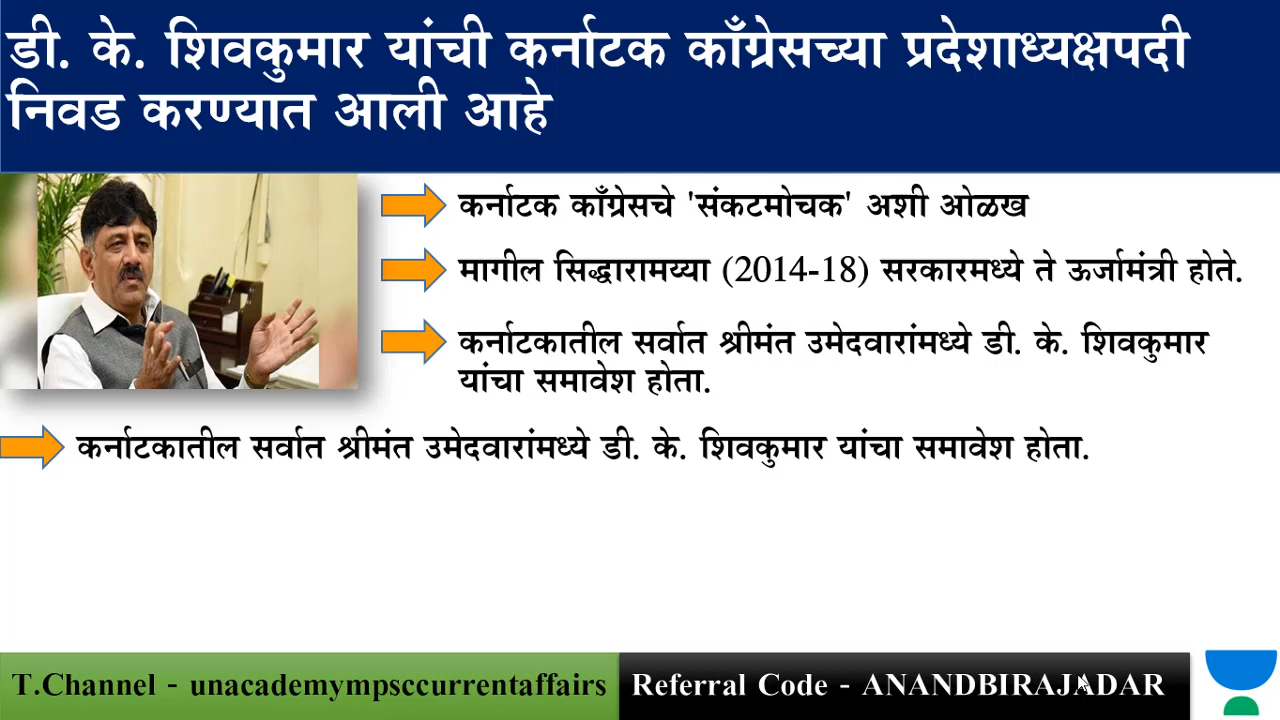 डी. के. शिवकुमार यांची कर्नाटक काँग्रेसच्या प्रदेशाध्यक्षपदी
निवड करण्यात आली आहे
कर्नाटक काँग्रेसचे 'संकटमोचक' अशी ओळख
मागील सिद्धारामय्या (2014-18) सरकारमध्ये ते ऊर्जामंत्री होते.
कर्नाटकातील सर्वात श्रीमंत उमेदवारांमध्ये डी. के. शिवकुमार
यांचा समावेश होता.
कर्नाटकातील सर्वात श्रीमंत उमेदवारांमध्ये डी. के. शिवकुमार यांचा समावेश होता.
T.Channel - unacademympsccurrentaffairs
Referral Code - ANANDBIRAJADAR